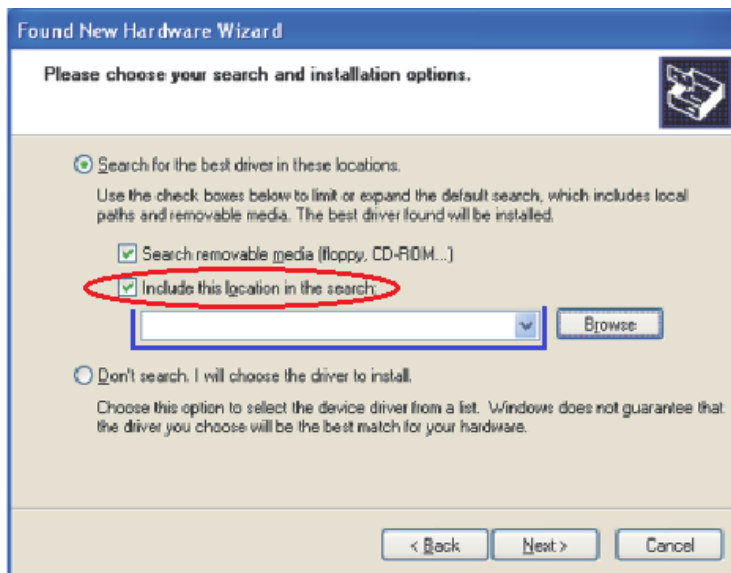 Found New Hardware Wizard
Please choose your search and installation options.
Search for the best driver in these locations.
Use the check boxes below to limit or expand the default search, which includes local
paths and removable media. The best driver found will be installed.
Search removable media (floppy, CD-ROM...)
Include this location in the search:
Browse
Don't search. I will choose the driver to install.
Choose this option to select the device driver from a list. Windows does not guarantee that
the driver you choose will be the best match for your hardware.
< Back Next > Cancel